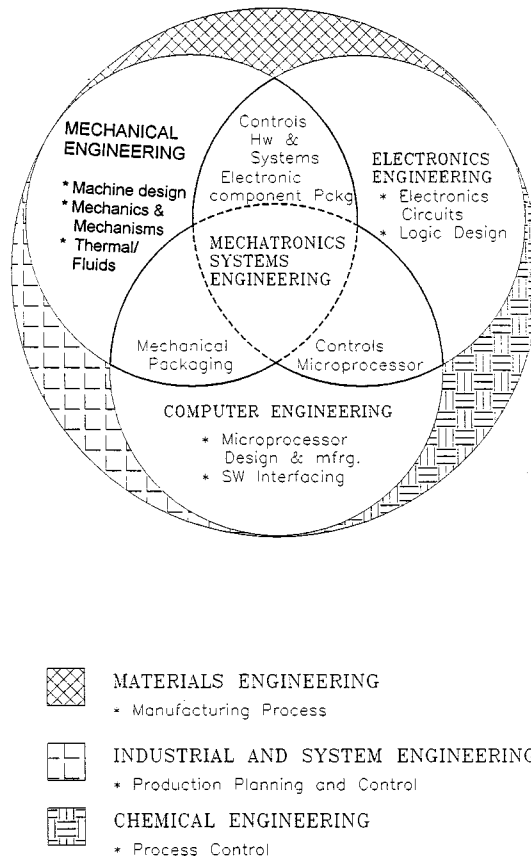 MECHANICAL
ENGINEERING
* Machine design
* Mechanics &
Mechanisms
* Thermal/
Fluids
Controls
Hw &
Systems
Electronic
component Pckg
ELECTRONICS
ENGINEERING
* Electronics
Circuits
* Logic Design
MECHATRONICS
SYSTEMS
ENGINEERING
Mechanical
Packaging
Controls
Microprocessor
COMPUTER ENGINEERING
* Microprocessor
Design & mfrg.
* SW Interfacing
MATERIALS ENGINEERING
* Manufacturing Process
INDUSTRIAL AND SYSTEM ENGINEERING
* Production Planning and Control
CHEMICAL ENGINEERING
* Process Control